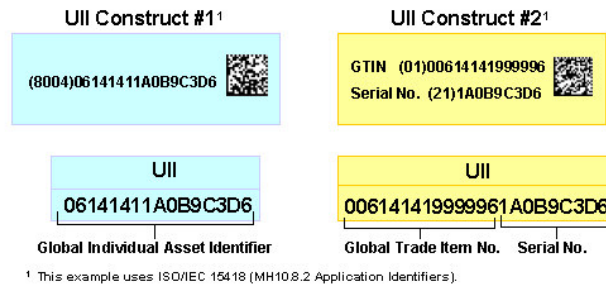 UII Construct #1¹
UII Construct #2¹
(8004)06141411A0B9C3D6
GTIN (01)00614141999996
Serial No. (21)1A0B9C3D6
UII
06141411A0B9C3D6
Global Individual Asset Identifier
UII
006141419999961A0B9C3D6
Global Trade Item No.
Serial No.
¹ This example uses ISO/IEC 15418 (MH10.8.2 Application Identifiers).